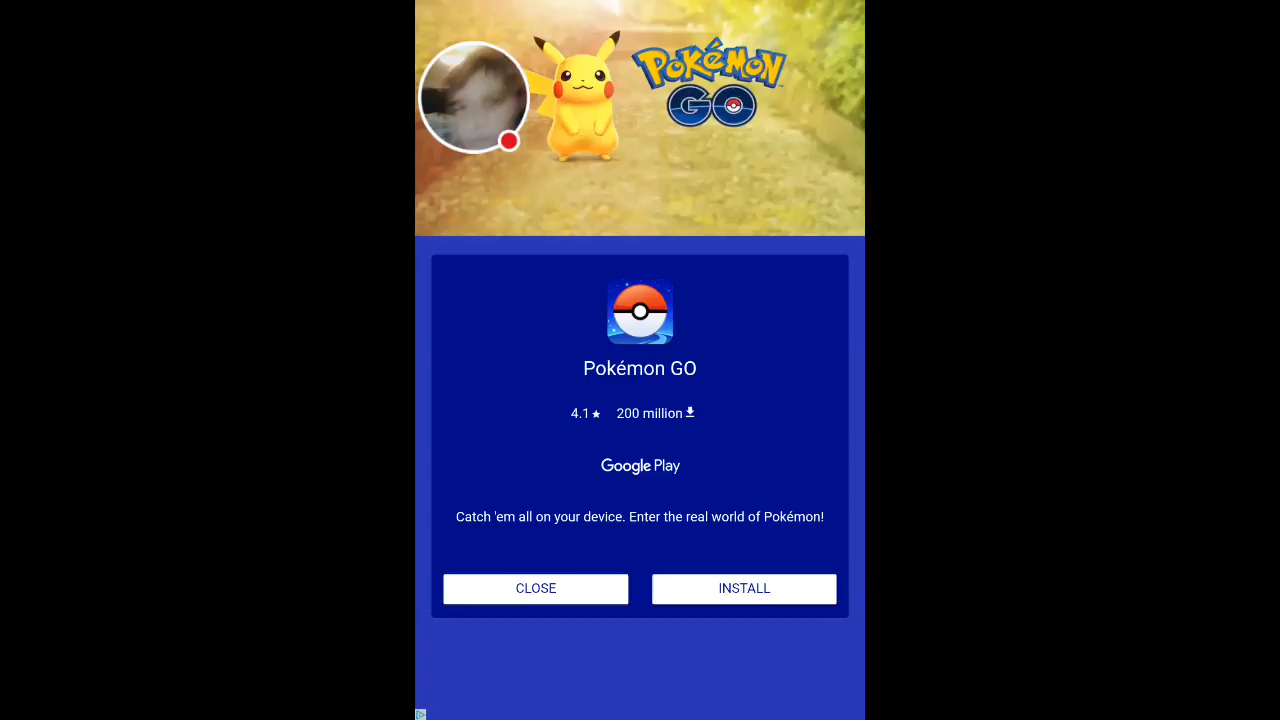 POKéMON
GO
Pokémon GO
4.1★ 200 million
Google Play
Catch 'em all on your device. Enter the real world of Pokémon!
CLOSE INSTALL